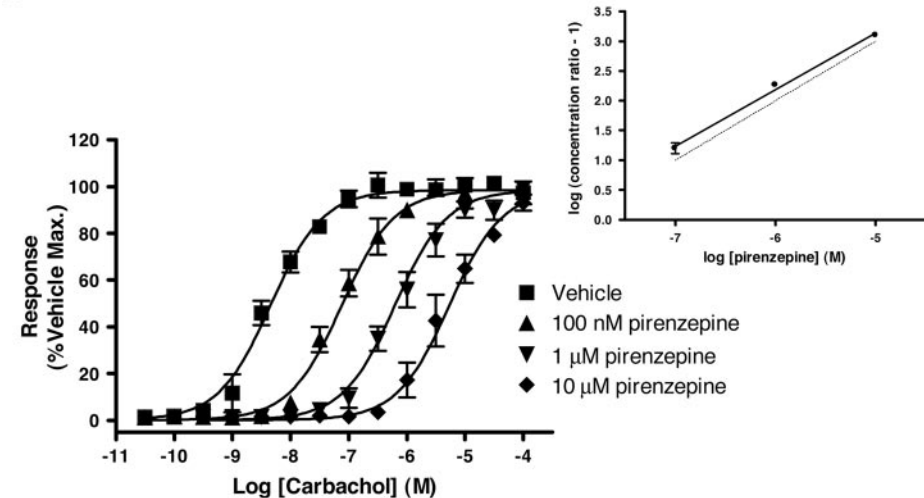 3.5
3.0
2.5
2.0
1.5
1.0
0.5
0.0
log (concentration ratio - 1)
-7 -6 -5
log [pirenzepine] (M)
120
100
80
60
40
20
0
Response
(%Vehicle Max.)
-11 -10 -9 -8 -7 -6 -5 -4
Log [Carbachol] (M)
Vehicle
100 nM pirenzepine
1 μM pirenzepine
10 μM pirenzepine